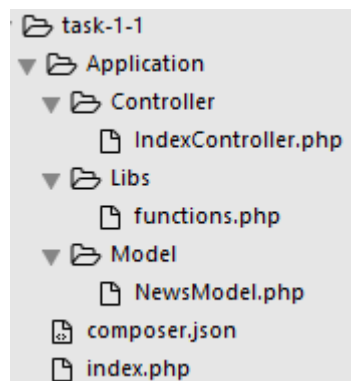 task-1-1
Application
Controller
IndexController.php
Libs
functions.php
Model
NewsModel.php
composer.json
index.php